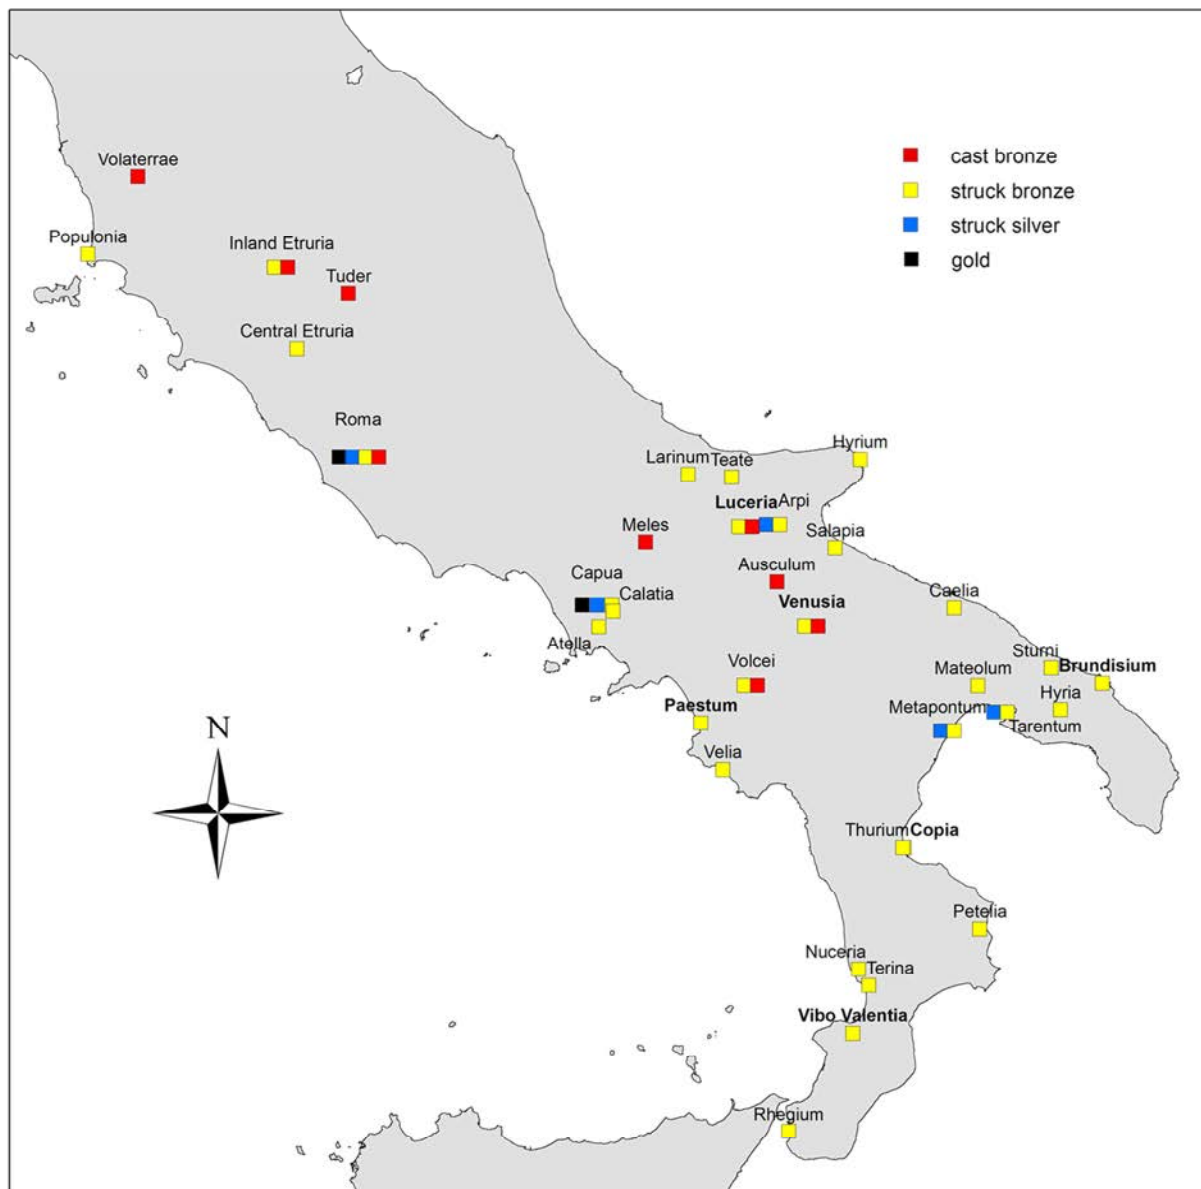 Volaterrae
cast bronze
struck bronze
struck silver
gold
Populonia
Inland Etruria
Tuder
Central Etruria
Roma
Hyrium
Larinum
Teate
Luceria
Arpi
Meles
Salapia
Ausculum
Capua
Calatia
Venusia
Caelia
Atella
Volcei
Sturni
Brundisium
Mateolum
Hyria
Paestum
Metapontum
Tarentum
N
Velia
Thurium
Copia
Petelia
Nuceria
Terina
Vibo Valentia
Rhegium